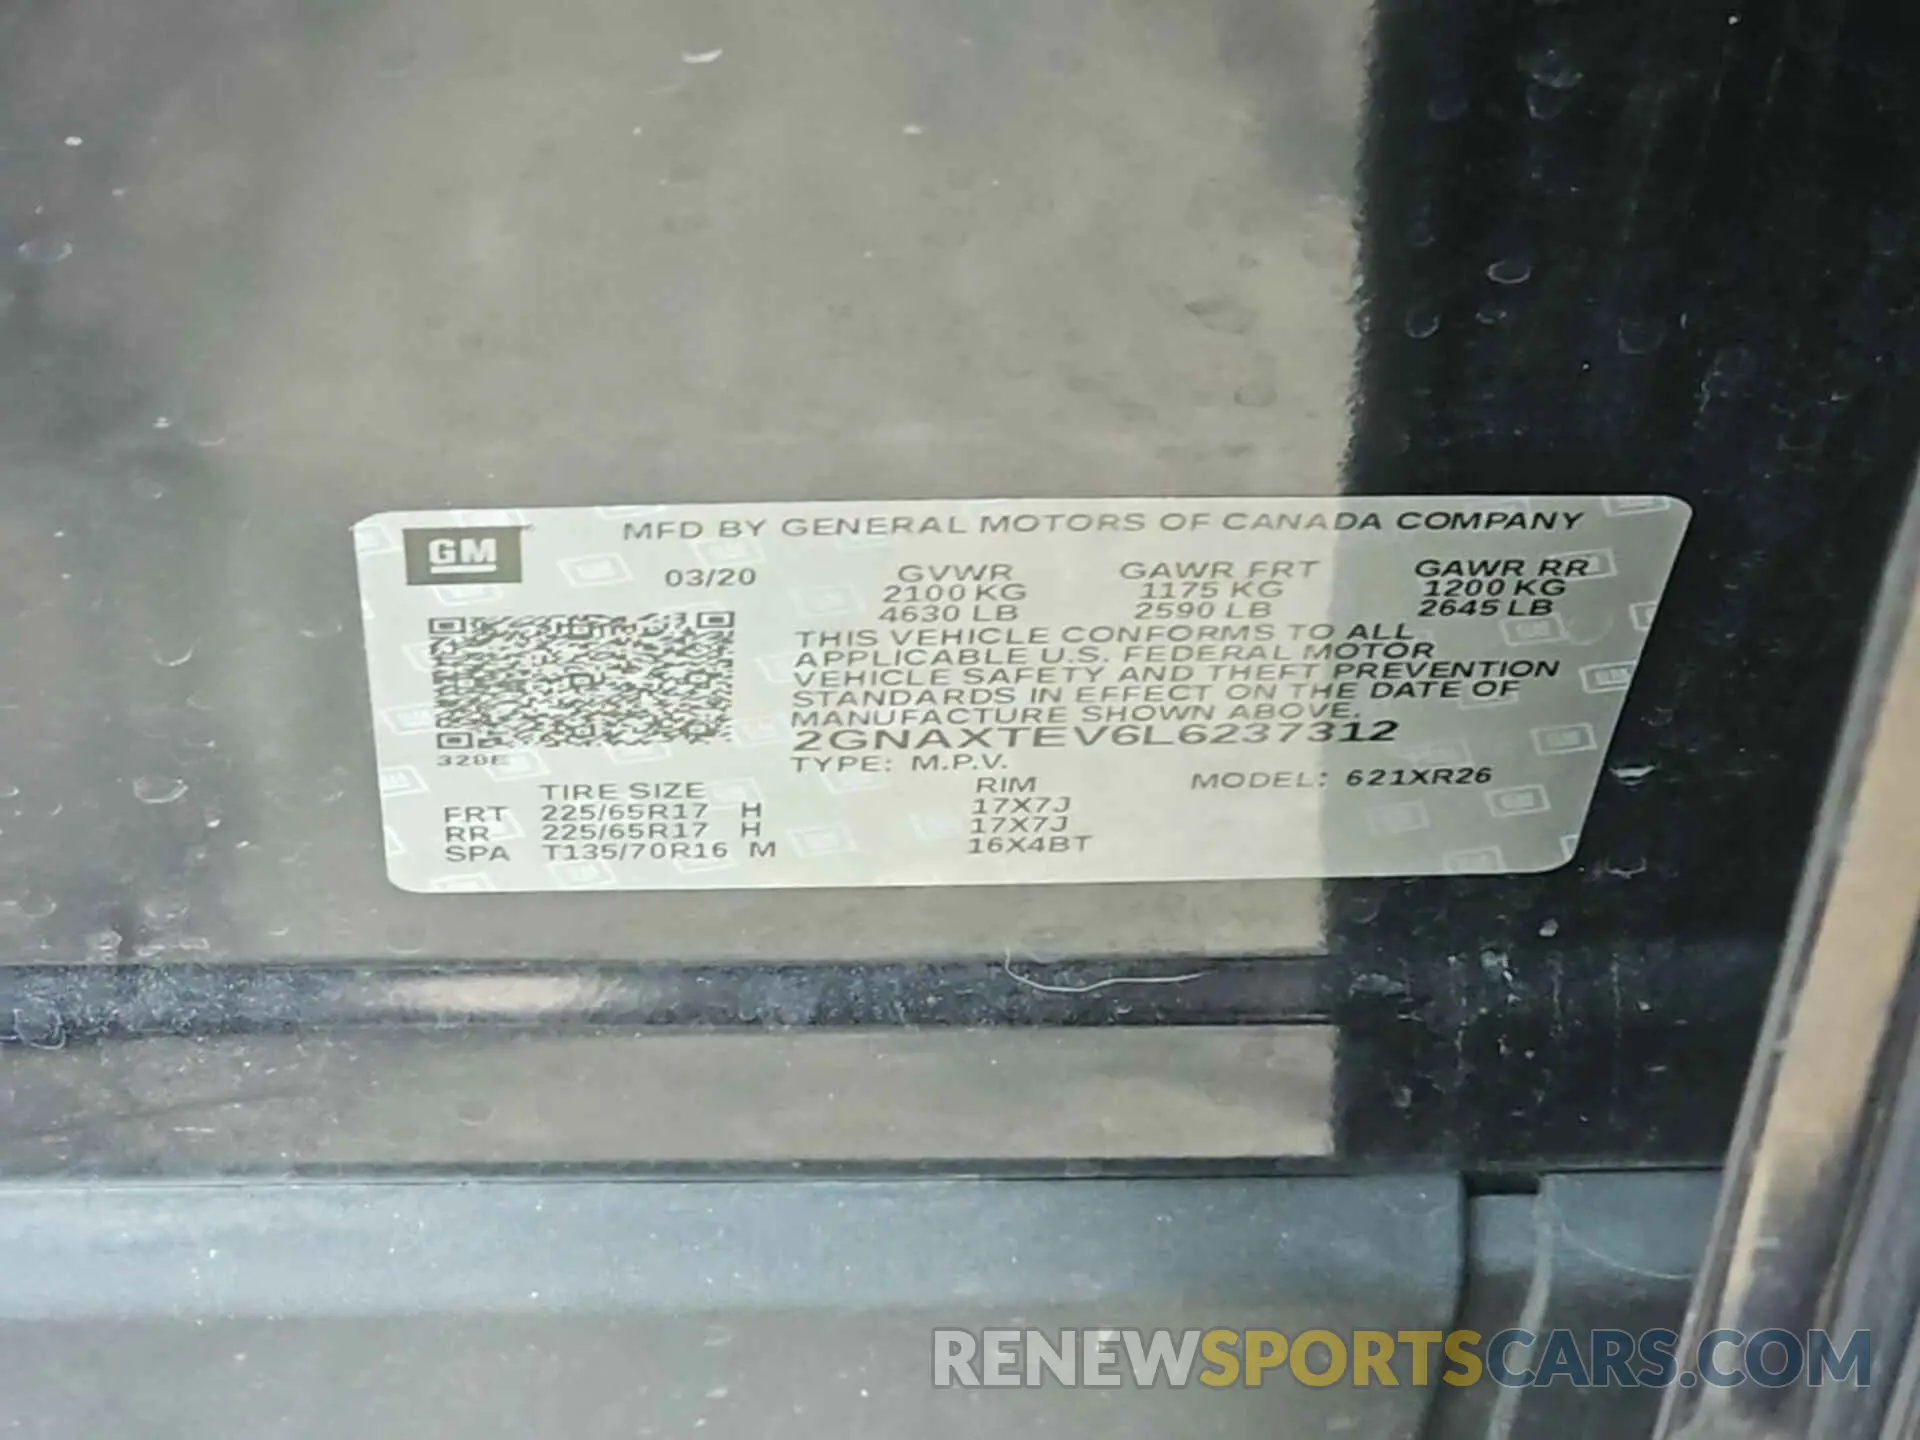 GM
MFD BY GENERAL MOTORS OF CANADA COMPANY
03/20
GVWR GAWR FRT GAWR RR
2100 KG 1175 KG 1200 KG
4630 LB 2590 LB 2645 LB
THIS VEHICLE CONFORMS TO ALL
APPLICABLE U.S. FEDERAL MOTOR
VEHICLE SAFETY AND THEFT PREVENTION
STANDARDS IN EFFECT ON THE DATE OF
MANUFACTURE SHOWN ABOVE.
2GNAXTEV6L6237312
328E
TYPE: M.P.V. MODEL: 621XR26
TIRE SIZE RIM
FRT 225/65R17 H 17X7J
RR 225/65R17 H 17X7J
SPA T135/70R16 M 16X4BT
RENEWSPORTSCARS.COM